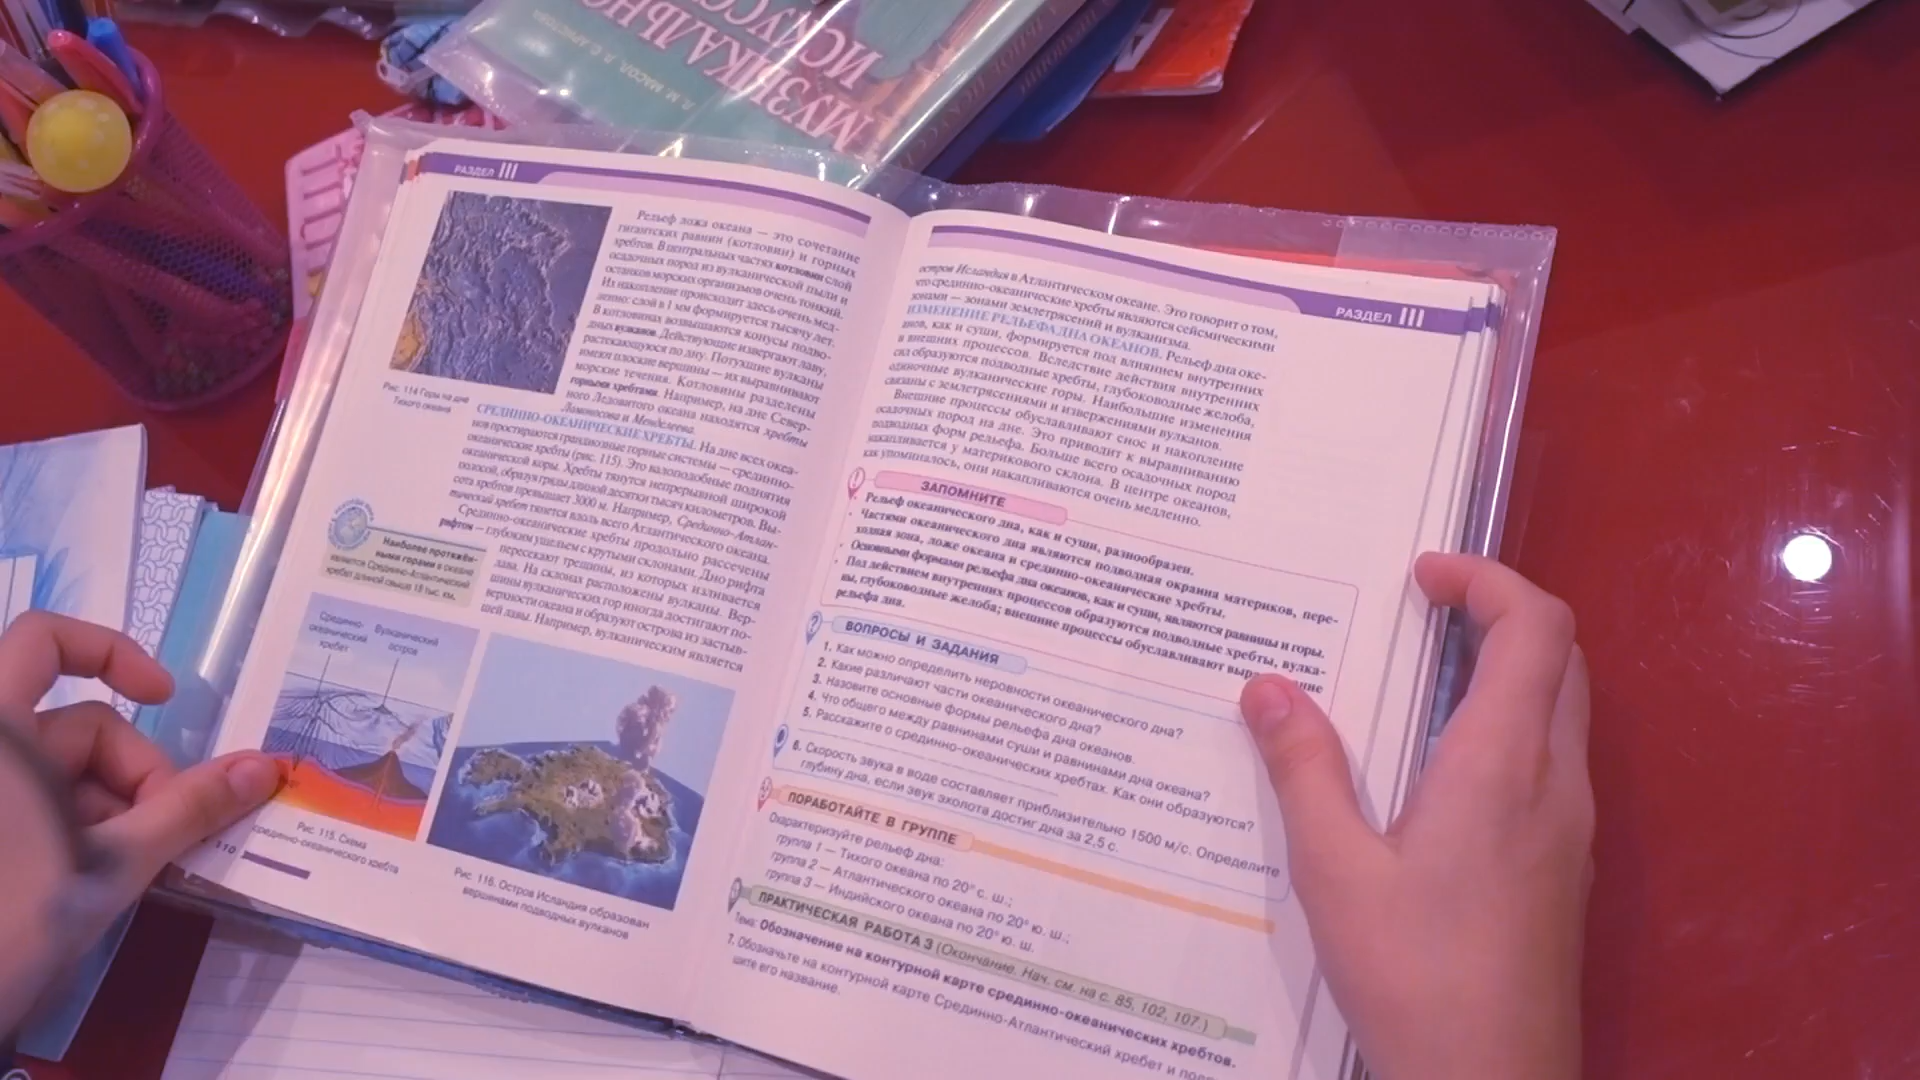 МУЗЫКАЛЬНО
ИСКУССТ
Л. М. МАСОЛ, Л. С. АРИСТОВА
РАЗДЕЛ III
Рельеф ложа океана — это сочетание
гигантских равнин (котловин) и горных
хребтов. В центральных частях котловин слой
осадочных пород из вулканической пыли и
останков морских организмов очень тонкий.
Их накопление происходит здесь очень мед-
ленно: слой в 1 мм формируется тысячу лет.
В котловинах возвышаются конусы подво-
дных вулканов. Действующие извергают лаву,
растекающуюся по дну. Потухшие вулканы
имеют плоские вершины — их выравнивают
морские течения. Котловины разделены
горными хребтами. Например, на дне Север-
ного Ледовитого океана находятся хребты
Ломоносова и Менделеева.
Рис. 114 Горы на дне
Тихого океана
СРЕДИННО-ОКЕАНИЧЕСКИЕ ХРЕБТЫ. На дне всех океа-
нов простираются грандиозные горные системы — срединно-
океанические хребты (рис. 115). Это валоподобные поднятия
океанической коры. Хребты тянутся непрерывной широкой
полосой, образуя гряды длиной десятки тысяч километров. Вы-
сота хребтов превышает 3000 м. Например, Срединно-Атлан-
тический хребет тянется вдоль всего Атлантического океана.
Срединно-океанические хребты продольно рассечены
рифтом — глубоким ущельем с крутыми склонами. Дно рифта
пересекают трещины, из которых изливается
лава. На склонах расположены вулканы. Вер-
шины вулканических гор иногда достигают по-
верхности океана и образуют острова из застыв-
шей лавы. Например, вулканическим является
Наиболее протяжён-
ными горами в океане
является Срединно-Атлантический
хребет длиной свыше 18 тыс. км.
Срединно-
океанический
хребет
Вулканический
остров
Рис. 115. Схема
срединно-океанического хребта
Рис. 116. Остров Исландия образован
вершинами подводных вулканов
110
РАЗДЕЛ III
остров Исландия в Атлантическом океане. Это говорит о том,
что срединно-океанические хребты являются сейсмическими
зонами — зонами землетрясений и вулканизма.
ИЗМЕНЕНИЕ РЕЛЬЕФА ДНА ОКЕАНОВ. Рельеф дна оке-
анов, как и суши, формируется под влиянием внутренних
и внешних процессов. Вследствие действия внутренних
сил образуются подводные хребты, глубоководные желоба,
одиночные вулканические горы. Наибольшие изменения
связаны с землетрясениями и извержениями вулканов.
Внешние процессы обуславливают снос и накопление
осадочных пород на дне. Это приводит к выравниванию
подводных форм рельефа. Больше всего осадочных пород
накапливается у материкового склона. В центре океанов,
как упоминалось, они накапливаются очень медленно.
ЗАПОМНИТЕ
· Рельеф океанического дна, как и суши, разнообразен.
· Частями океанического дна являются подводная окраина материков, пере-
ходная зона, ложе океана и срединно-океанические хребты.
· Основными формами рельефа дна океанов, как и суши, являются равнины и горы.
· Под действием внутренних процессов образуются подводные хребты, вулка-
ны, глубоководные желоба; внешние процессы обуславливают выра ание
рельефа дна.
ВОПРОСЫ И ЗАДАНИЯ
1. Как можно определить неровности океанического дна?
2. Какие различают части океанического дна?
3. Назовите основные формы рельефа дна океанов.
4. Что общего между равнинами суши и равнинами дна океана?
5. Расскажите о срединно-океанических хребтах. Как они образуются?
6. Скорость звука в воде составляет приблизительно 1500 м/с. Определите
глубину дна, если звук эхолота достиг дна за 2,5 с.
ПОРАБОТАЙТЕ В ГРУППЕ
Охарактеризуйте рельеф дна:
группа 1 — Тихого океана по 20° с. ш.;
группа 2 — Атлантического океана по 20° ю. ш.;
группа 3 — Индийского океана по 20° ю. ш.
ПРАКТИЧЕСКАЯ РАБОТА 3 (Окончание. Нач. см. на с. 85, 102, 107.)
Тема: Обозначение на контурной карте срединно-океанических хребтов.
7. Обозначьте на контурной карте Срединно-Атлантический хребет и подп
шите его название.